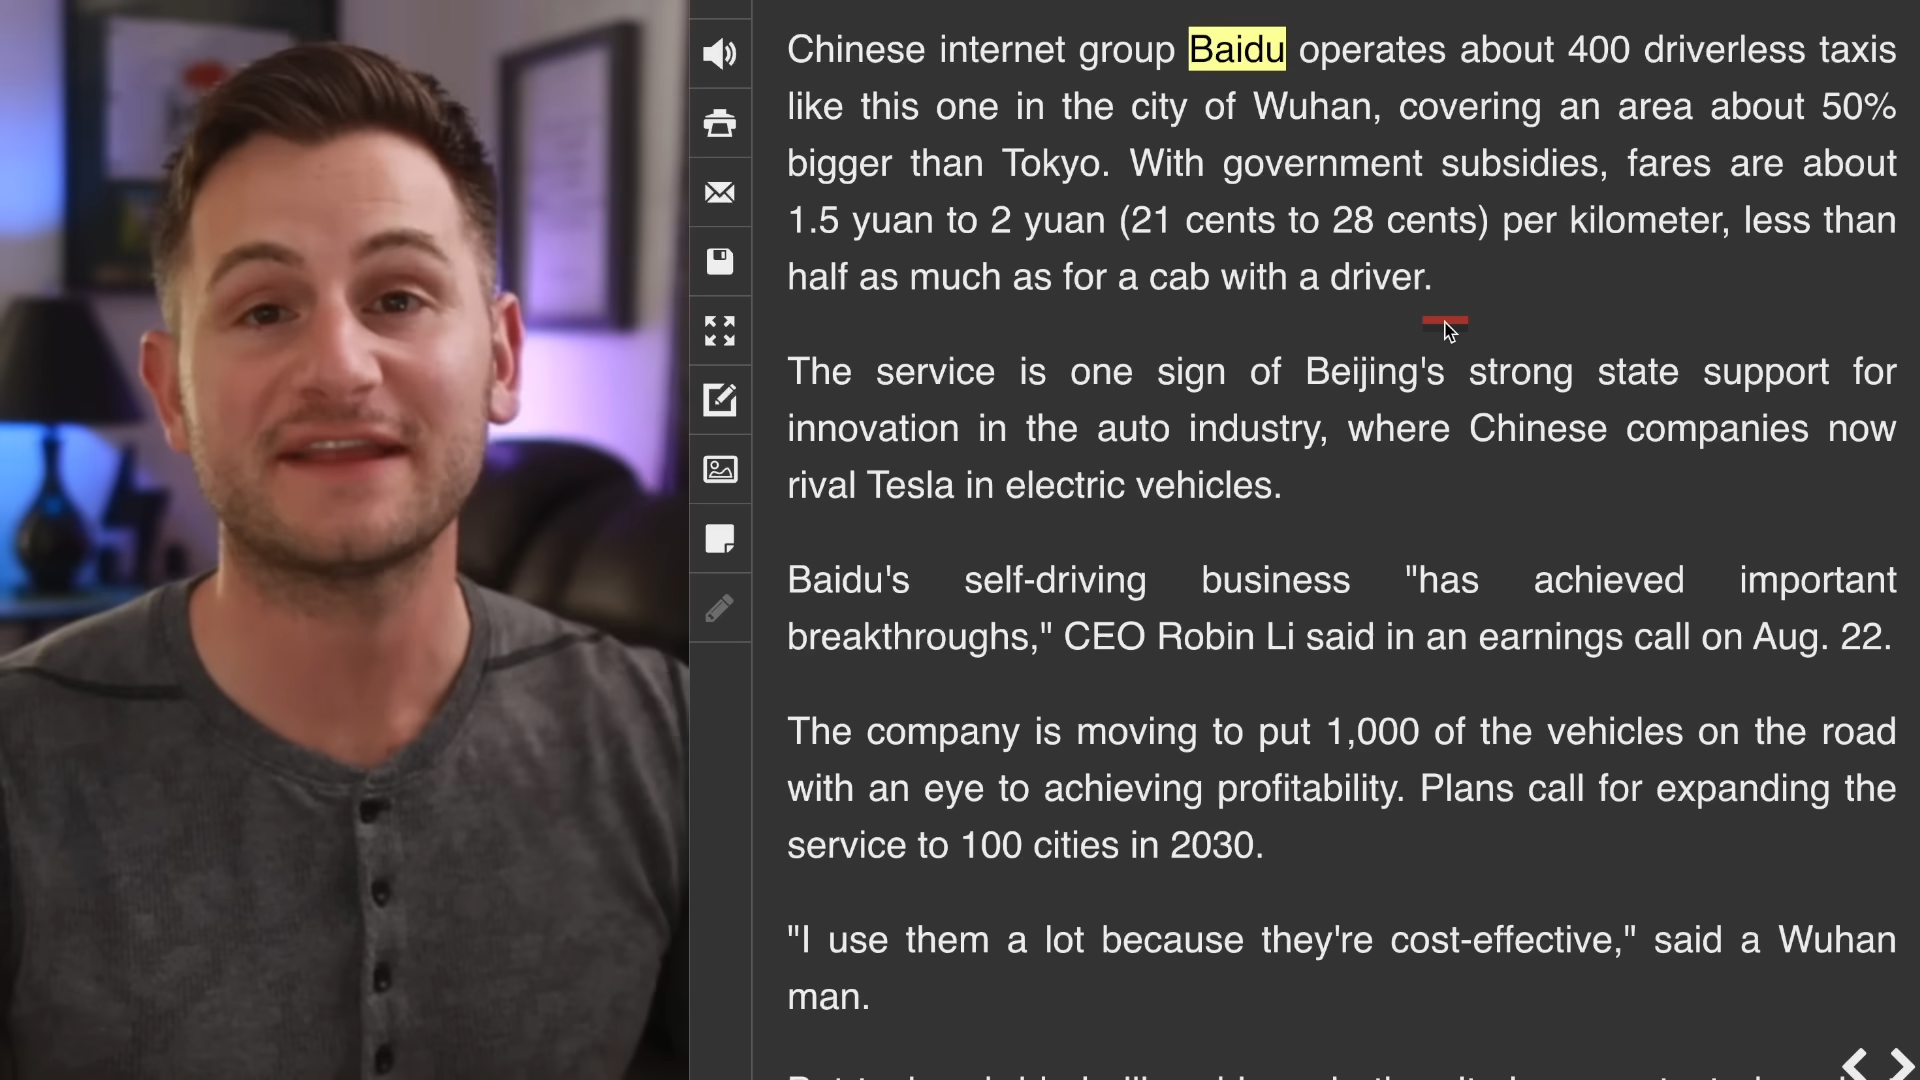 Chinese internet group Baidu operates about 400 driverless taxis
like this one in the city of Wuhan, covering an area about 50%
bigger than Tokyo. With government subsidies, fares are about
1.5 yuan to 2 yuan (21 cents to 28 cents) per kilometer, less than
half as much as for a cab with a driver.
The service is one sign of Beijing's strong state support for
innovation in the auto industry, where Chinese companies now
rival Tesla in electric vehicles.
Baidu's self-driving business "has achieved important
breakthroughs," CEO Robin Li said in an earnings call on Aug. 22.
The company is moving to put 1,000 of the vehicles on the road
with an eye to achieving profitability. Plans call for expanding the
service to 100 cities in 2030.
"I use them a lot because they're cost-effective," said a Wuhan
man.